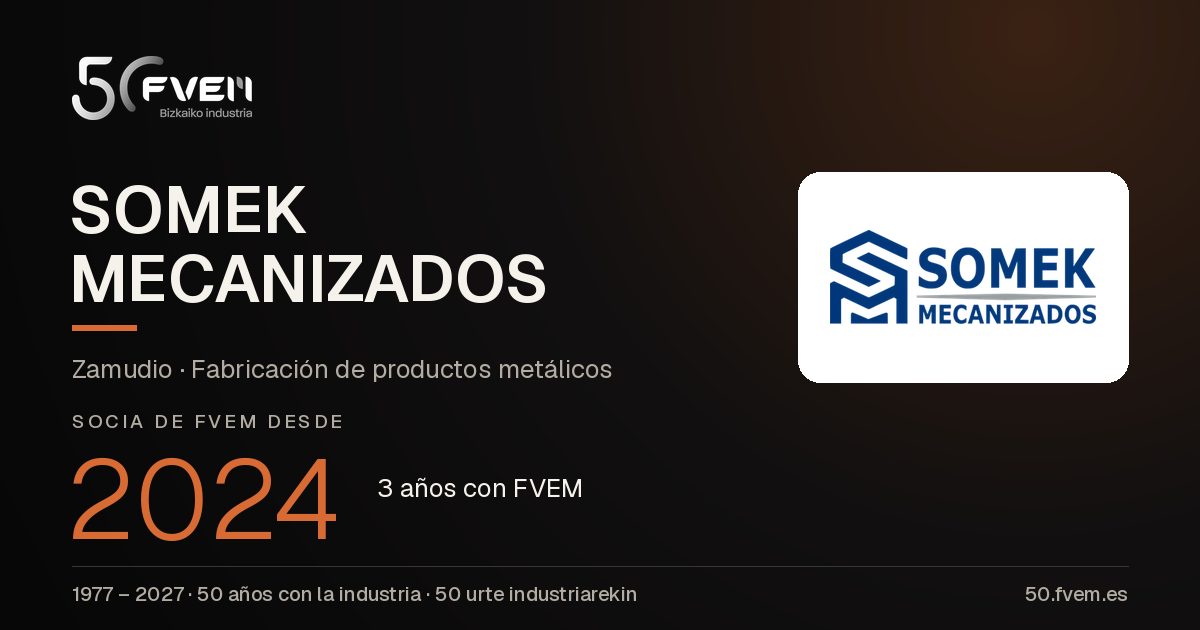 50 FVEM
Bizkaiko industria
SOMEK
MECANIZADOS
SOMEK
MECANIZADOS
Zamudio · Fabricación de productos metálicos
SOCIA DE FVEM DESDE
2024
3 años con FVEM
1977 – 2027 · 50 años con la industria · 50 urte industriarekin
50.fvem.es